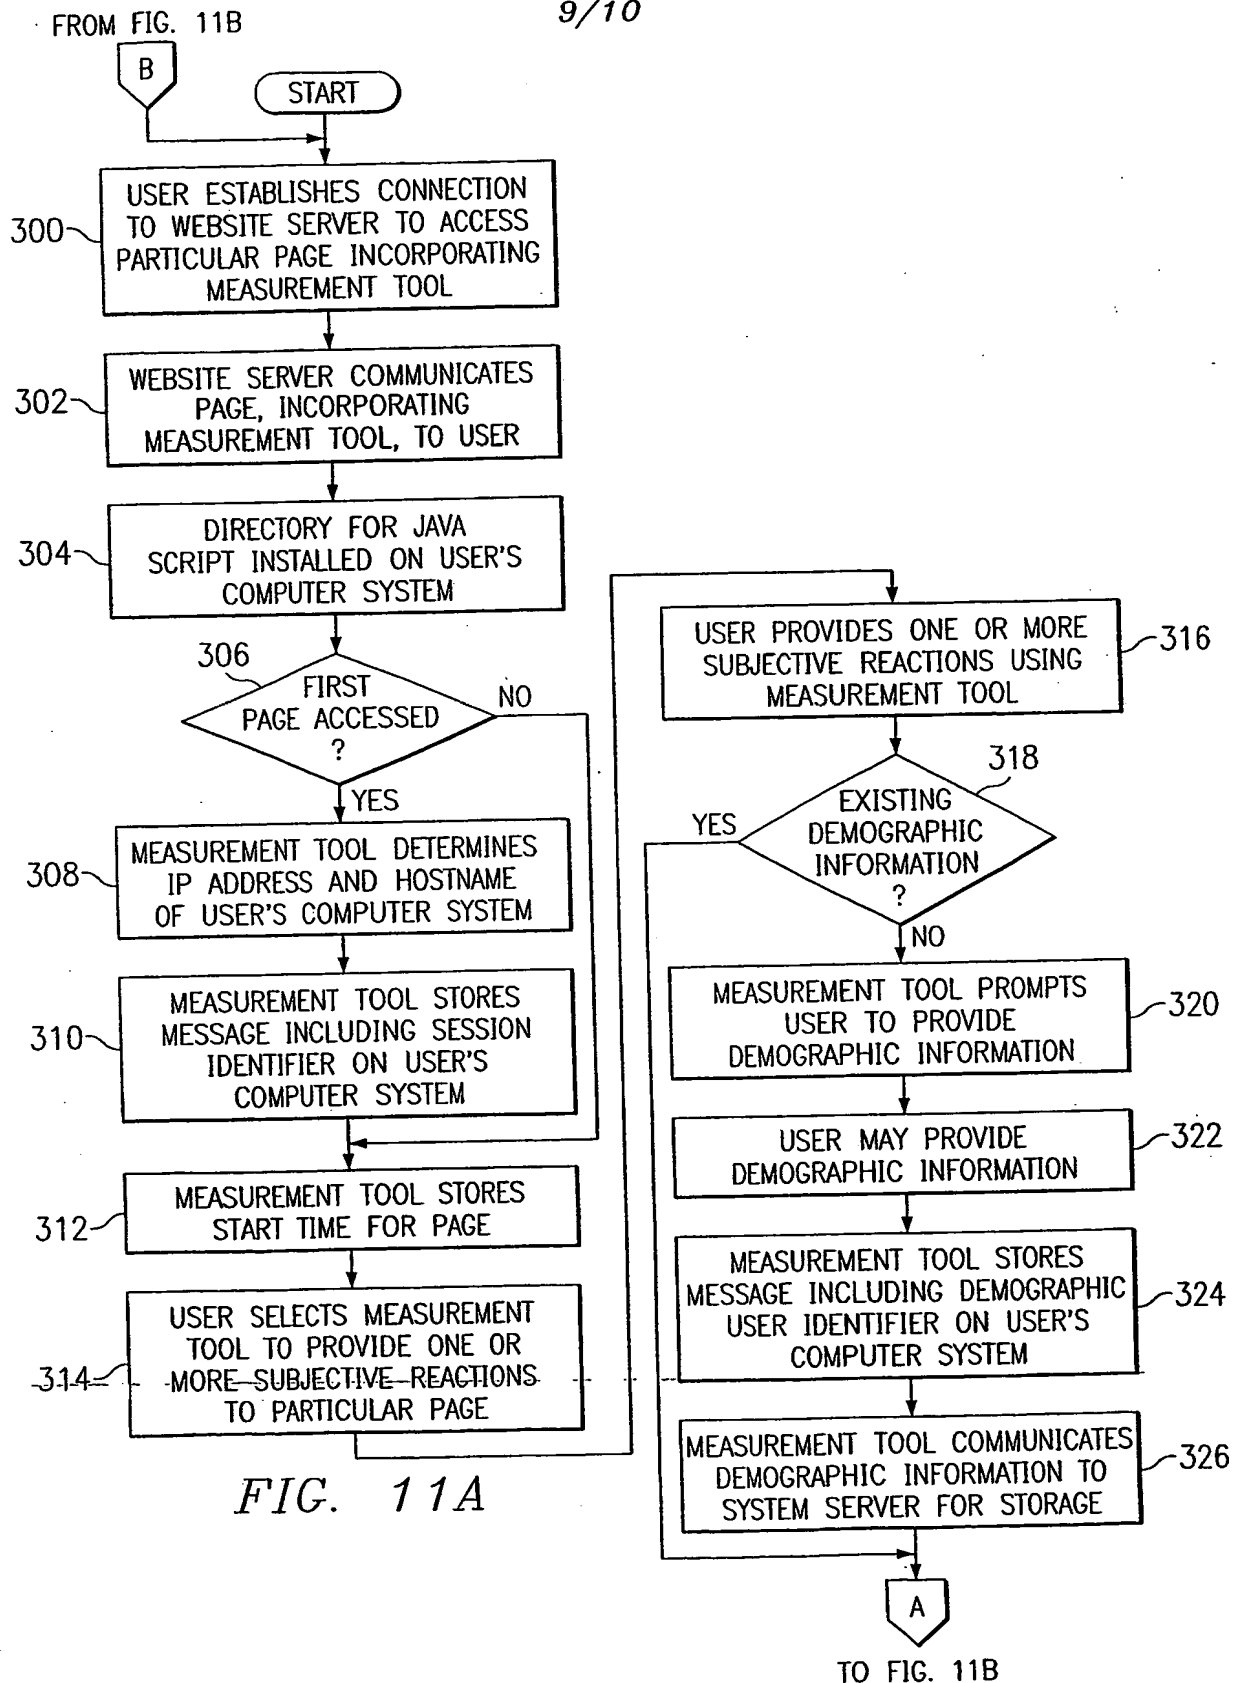 FROM FIG. 11B
9/10
B
START
300
USER ESTABLISHES CONNECTION
TO WEBSITE SERVER TO ACCESS
PARTICULAR PAGE INCORPORATING
MEASUREMENT TOOL
302
WEBSITE SERVER COMMUNICATES
PAGE, INCORPORATING
MEASUREMENT TOOL, TO USER
304
DIRECTORY FOR JAVA
SCRIPT INSTALLED ON USER'S
COMPUTER SYSTEM
306
FIRST
PAGE ACCESSED
?
NO
YES
308
MEASUREMENT TOOL DETERMINES
IP ADDRESS AND HOSTNAME
OF USER'S COMPUTER SYSTEM
310
MEASUREMENT TOOL STORES
MESSAGE INCLUDING SESSION
IDENTIFIER ON USER'S
COMPUTER SYSTEM
312
MEASUREMENT TOOL STORES
START TIME FOR PAGE
314
USER SELECTS MEASUREMENT
TOOL TO PROVIDE ONE OR
MORE SUBJECTIVE REACTIONS
TO PARTICULAR PAGE
FIG. 11A
316
USER PROVIDES ONE OR MORE
SUBJECTIVE REACTIONS USING
MEASUREMENT TOOL
318
EXISTING
DEMOGRAPHIC
INFORMATION
?
YES
NO
320
MEASUREMENT TOOL PROMPTS
USER TO PROVIDE
DEMOGRAPHIC INFORMATION
322
USER MAY PROVIDE
DEMOGRAPHIC INFORMATION
324
MEASUREMENT TOOL STORES
MESSAGE INCLUDING DEMOGRAPHIC
USER IDENTIFIER ON USER'S
COMPUTER SYSTEM
326
MEASUREMENT TOOL COMMUNICATES
DEMOGRAPHIC INFORMATION TO
SYSTEM SERVER FOR STORAGE
A
TO FIG. 11B